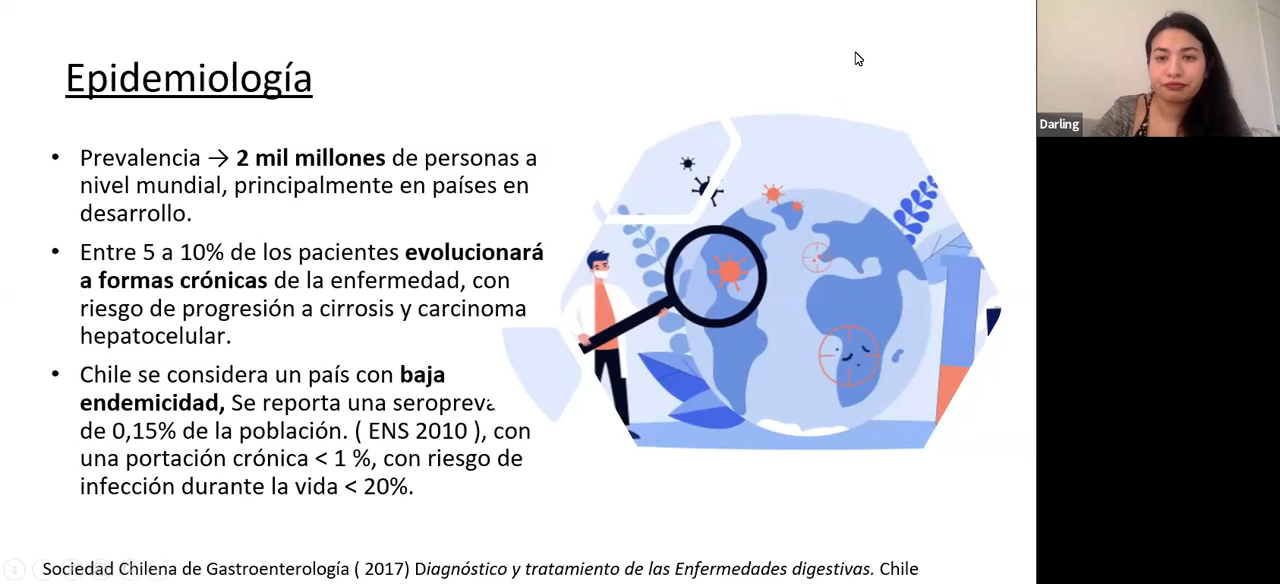 Epidemiología
• Prevalencia → 2 mil millones de personas a
nivel mundial, principalmente en países en
desarrollo.
• Entre 5 a 10% de los pacientes evolucionará
a formas crónicas de la enfermedad, con
riesgo de progresión a cirrosis y carcinoma
hepatocelular.
• Chile se considera un país con baja
endemicidad, Se reporta una
de 0,15% de la población. ( ENS 2010 ), con
una portación crónica < 1 %, con riesgo de
infección durante la vida < 20%.
Sociedad Chilena de Gastroenterología ( 2017) Diagnóstico y tratamiento de las Enfermedades digestivas. Chile
Darling